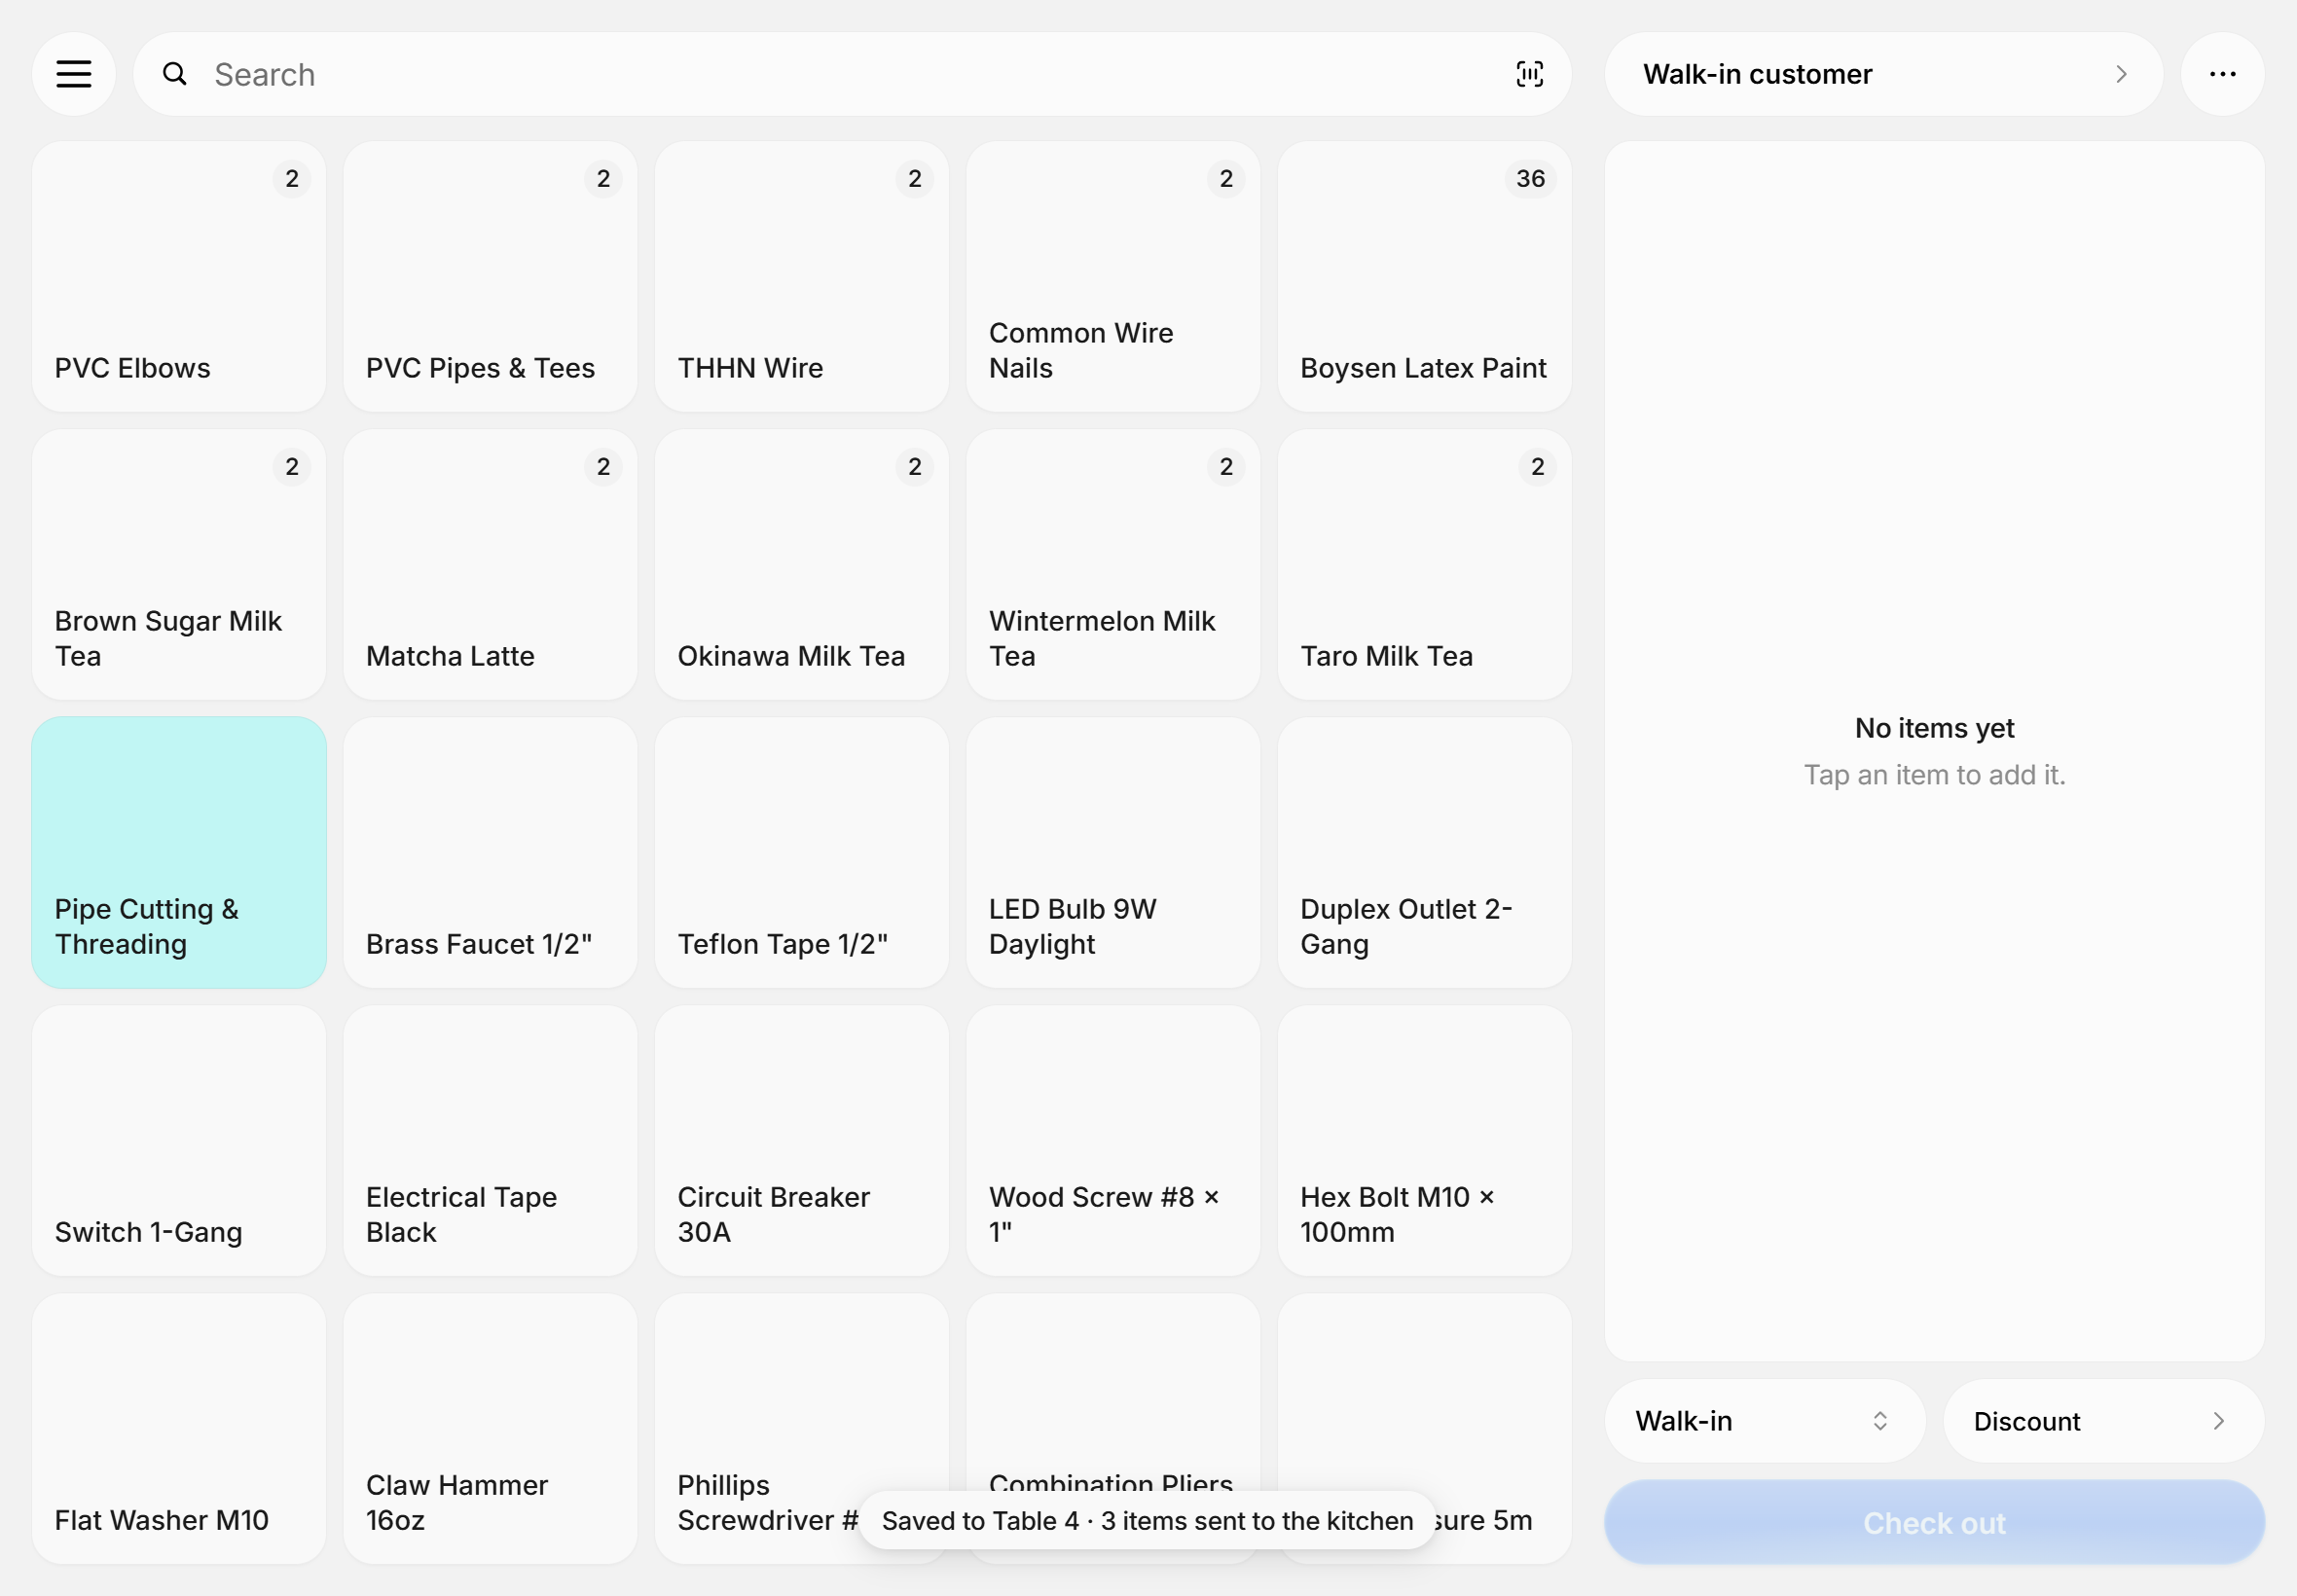 Search
Walk-in customer
2
2
2
2
36
PVC Elbows
PVC Pipes & Tees
THHN Wire
Common Wire
Nails
Boysen Latex Paint
2
2
2
2
2
Brown Sugar Milk
Tea
Matcha Latte
Okinawa Milk Tea
Wintermelon Milk
Tea
Taro Milk Tea
No items yet
Tap an item to add it.
Pipe Cutting &
Threading
Brass Faucet 1/2"
Teflon Tape 1/2"
LED Bulb 9W
Daylight
Duplex Outlet 2-
Gang
Switch 1-Gang
Electrical Tape
Black
Circuit Breaker
30A
Wood Screw #8 ×
1"
Hex Bolt M10 ×
100mm
Flat Washer M10
Claw Hammer
16oz
Phillips
Screwdriver #
Combination Pliers
5m
Saved to Table 4 · 3 items sent to the kitchen
Walk-in
Discount
Check out